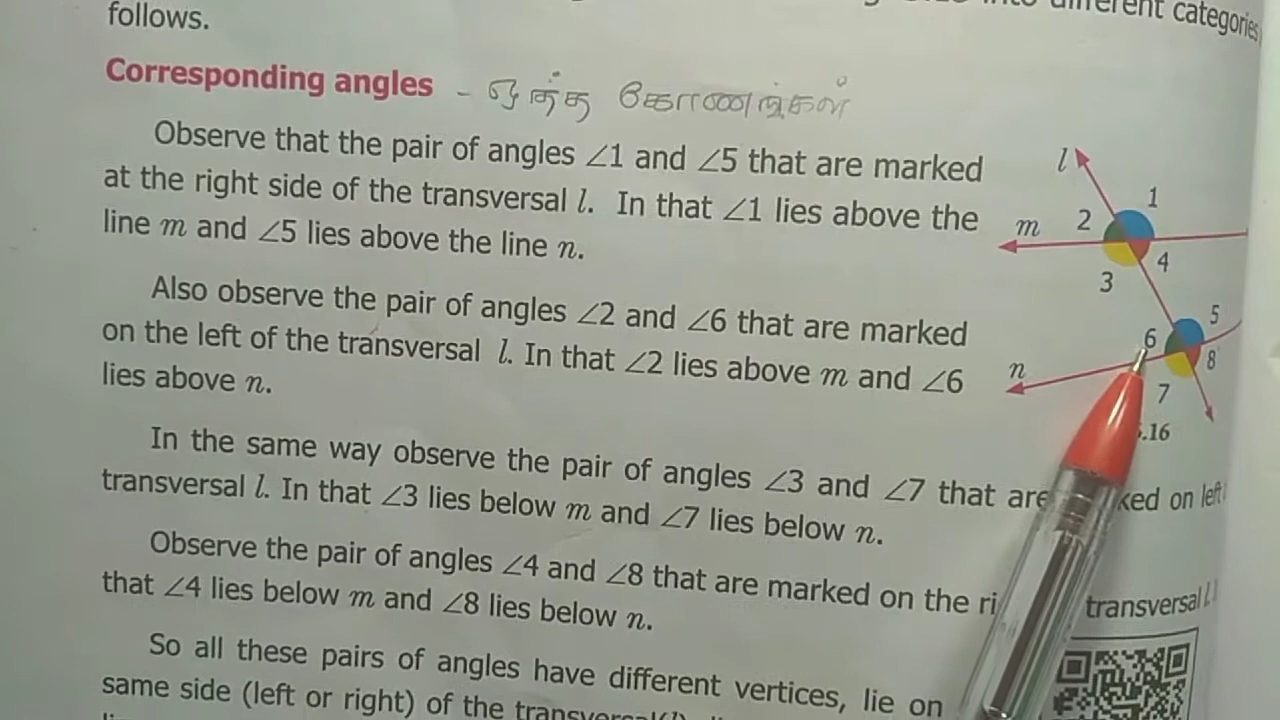 into different categories
follows.
Corresponding angles - ஒத்த கோணங்கள்
Observe that the pair of angles ∠1 and ∠5 that are marked
at the right side of the transversal l. In that ∠1 lies above the
line m and ∠5 lies above the line n.
Also observe the pair of angles ∠2 and ∠6 that are marked
on the left of the transversal l. In that ∠2 lies above m and ∠6
lies above n.
In the same way observe the pair of angles ∠3 and ∠7 that are ked on left
transversal l. In that ∠3 lies below m and ∠7 lies below n.
Observe the pair of angles ∠4 and ∠8 that are marked on the ri transversal l.
that ∠4 lies below m and ∠8 lies below n.
So all these pairs of angles have different vertices, lie on
same side (left or right) of the transversal(l),
l
1
m 2
4
3
5
6
n 8
7
.16